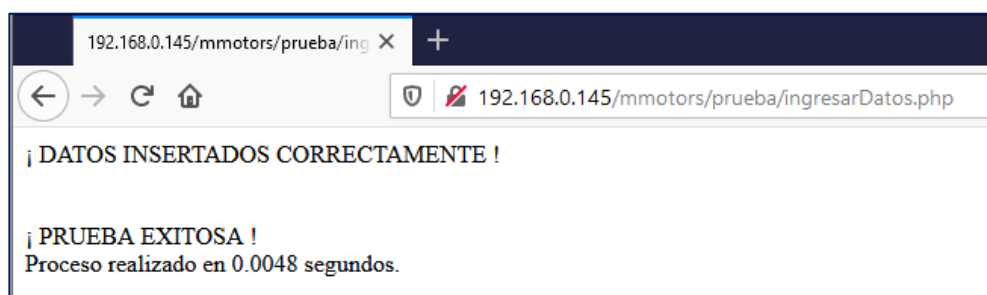 192.168.0.145/mmotors/prueba/ing
192.168.0.145/mmotors/prueba/ingresarDatos.php
¡ DATOS INSERTADOS CORRECTAMENTE !
¡ PRUEBA EXITOSA !
Proceso realizado en 0.0048 segundos.